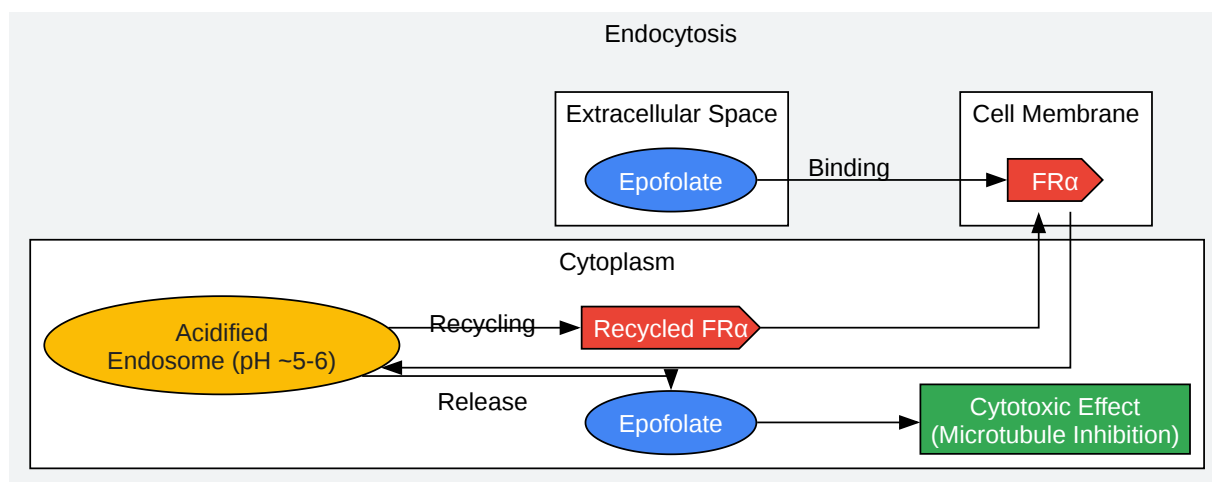 Endocytosis
Extracellular Space
Cell Membrane
Epofolate
Binding
FRα
Cytoplasm
Acidified
Endosome (pH ~5-6)
Recycling
Recycled FRα
Release
Epofolate
Cytotoxic Effect
(Microtubule Inhibition)